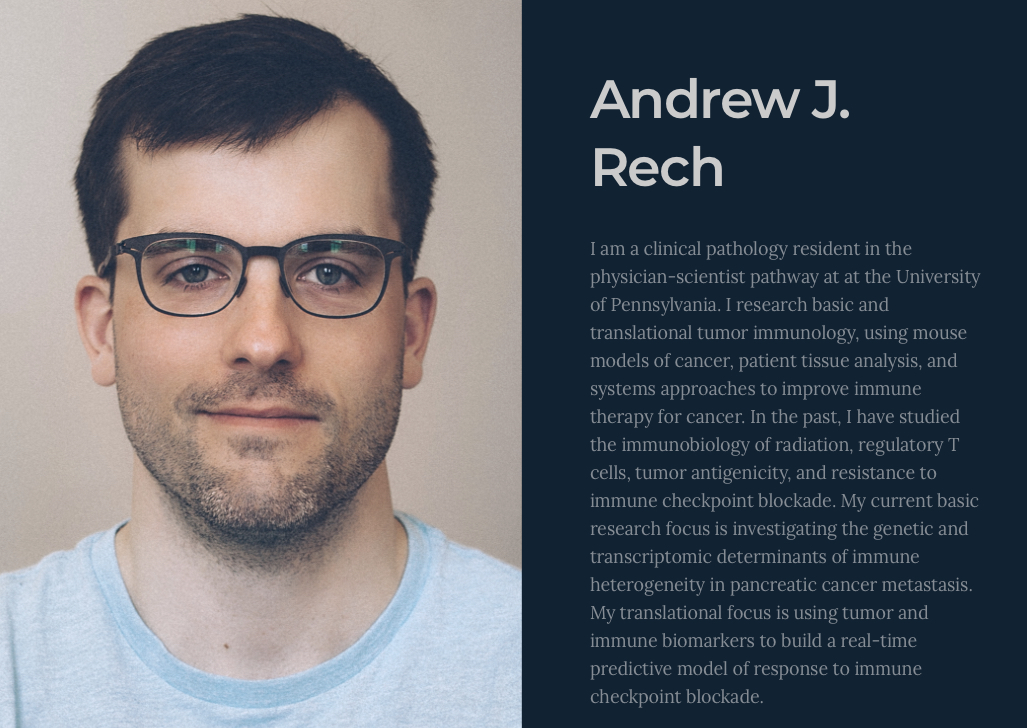 Andrew J.
Rech
I am a clinical pathology resident in the
physician-scientist pathway at at the University
of Pennsylvania. I research basic and
translational tumor immunology, using mouse
models of cancer, patient tissue analysis, and
systems approaches to improve immune
therapy for cancer. In the past, I have studied
the immunobiology of radiation, regulatory T
cells, tumor antigenicity, and resistance to
immune checkpoint blockade. My current basic
research focus is investigating the genetic and
transcriptomic determinants of immune
heterogeneity in pancreatic cancer metastasis.
My translational focus is using tumor and
immune biomarkers to build a real-time
predictive model of response to immune
checkpoint blockade.